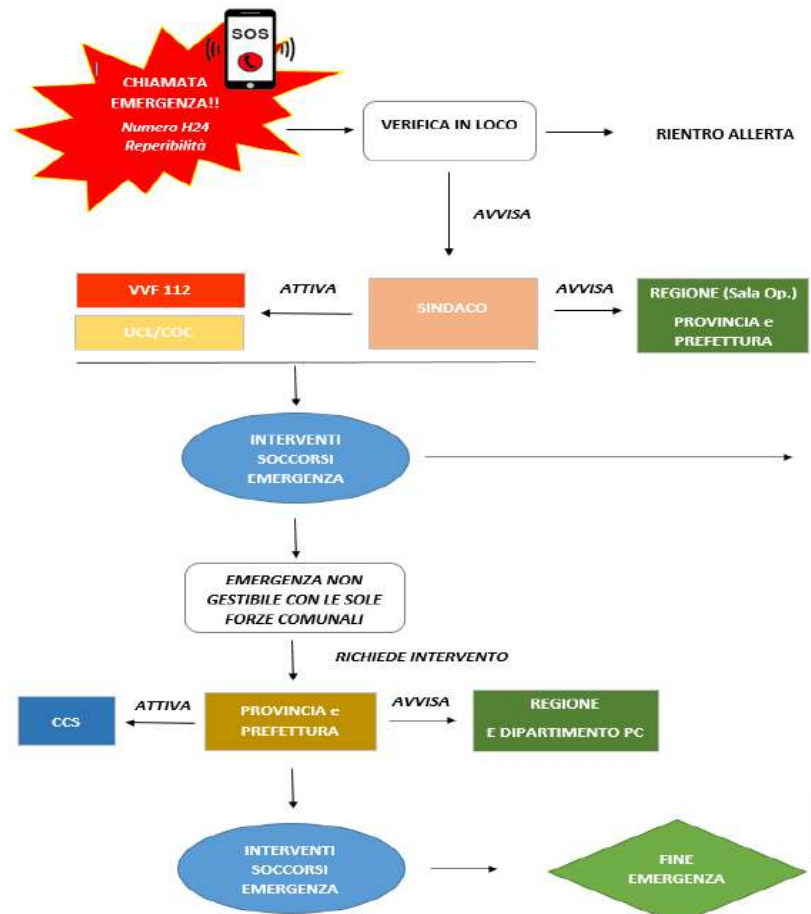 SOS
CHIAMATA
EMERGENZA!!
Numero H24
Reperibilità
VERIFICA IN LOCO
RIENTRO ALLERTA
AVVISA
VVF 112
UCL/COC
ATTIVA
SINDACO
AVVISA
REGIONE (Sala Op.)
PROVINCIA e
PREFETTURA
INTERVENTI
SOCCORSI
EMERGENZA
EMERGENZA NON
GESTIBILE CON LE SOLE
FORZE COMUNALI
RICHIEDE INTERVENTO
CCS
ATTIVA
PROVINCIA e
PREFETTURA
AVVISA
REGIONE
E DIPARTIMENTO PC
INTERVENTI
SOCCORSI
EMERGENZA
FINE
EMERGENZA